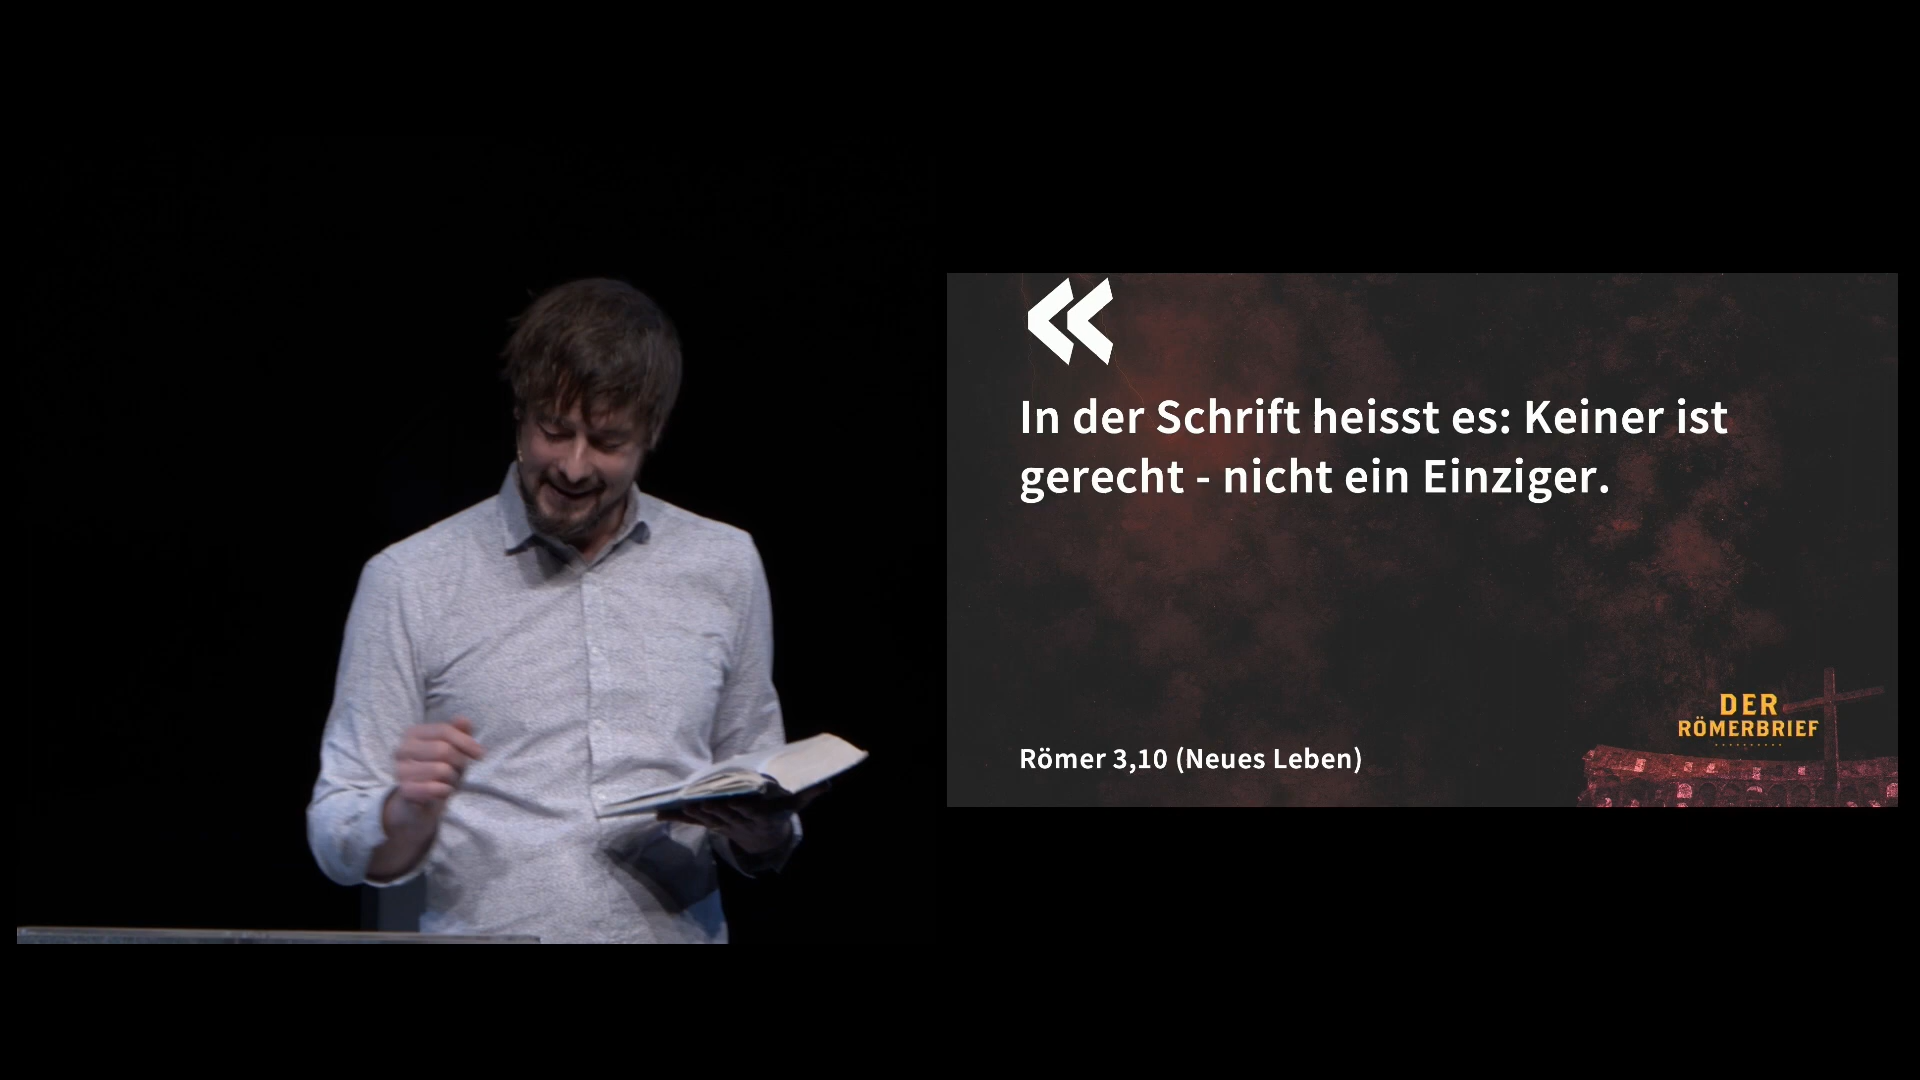 «
In der Schrift heisst es: Keiner ist
gerecht - nicht ein Einziger.
DER
RÖMERBRIEF
Römer 3,10 (Neues Leben)